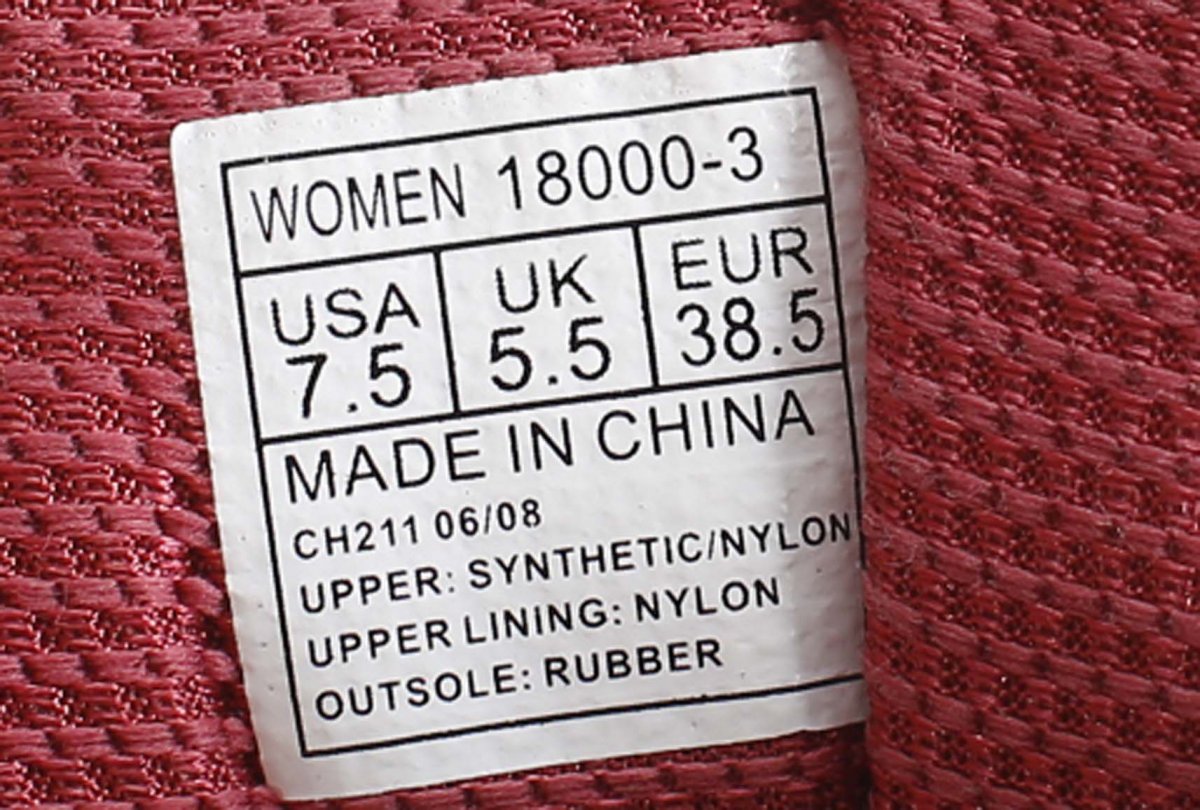 WOMEN 18000-3
USA UK EUR
7.5 5.5 38.5
MADE IN CHINA
CH211 06/08
UPPER: SYNTHETIC/NYLON
UPPER LINING: NYLON
OUTSOLE: RUBBER